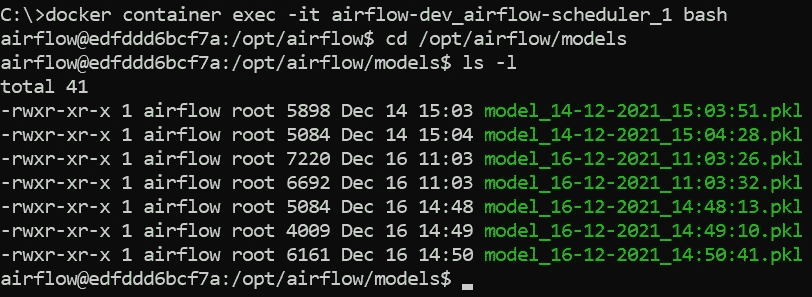 C:\>docker container exec -it airflow-dev_airflow-scheduler_1 bash
airflow@edfddd6bcf7a:/opt/airflow$ cd /opt/airflow/models
airflow@edfddd6bcf7a:/opt/airflow/models$ ls -l
total 41
-rwxr-xr-x 1 airflow root 5898 Dec 14 15:03 model_14-12-2021_15:03:51.pkl
-rwxr-xr-x 1 airflow root 5084 Dec 14 15:04 model_14-12-2021_15:04:28.pkl
-rwxr-xr-x 1 airflow root 7220 Dec 16 11:03 model_16-12-2021_11:03:26.pkl
-rwxr-xr-x 1 airflow root 6692 Dec 16 11:03 model_16-12-2021_11:03:32.pkl
-rwxr-xr-x 1 airflow root 5084 Dec 16 14:48 model_16-12-2021_14:48:13.pkl
-rwxr-xr-x 1 airflow root 4009 Dec 16 14:49 model_16-12-2021_14:49:10.pkl
-rwxr-xr-x 1 airflow root 6161 Dec 16 14:50 model_16-12-2021_14:50:41.pkl
airflow@edfddd6bcf7a:/opt/airflow/models$